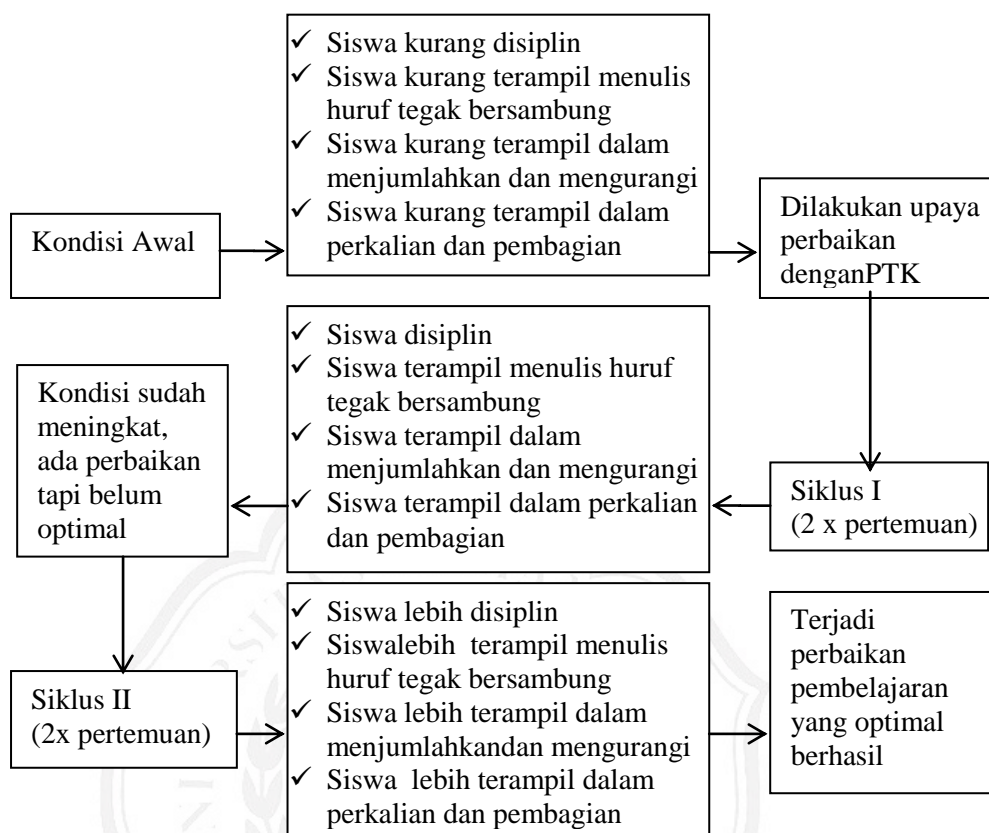 Kondisi Awal
✓ Siswa kurang disiplin
✓ Siswa kurang terampil menulis
huruf tegak bersambung
✓ Siswa kurang terampil dalam
menjumlahkan dan mengurangi
✓ Siswa kurang terampil dalam
perkalian dan pembagian
Dilakukan upaya
perbaikan
denganPTK
Siklus I
(2 x pertemuan)
✓ Siswa disiplin
✓ Siswa terampil menulis huruf
tegak bersambung
✓ Siswa terampil dalam
menjumlahkan dan mengurangi
✓ Siswa terampil dalam perkalian
dan pembagian
Kondisi sudah
meningkat,
ada perbaikan
tapi belum
optimal
Siklus II
(2x pertemuan)
✓ Siswa lebih disiplin
✓ Siswalebih terampil menulis
huruf tegak bersambung
✓ Siswa lebih terampil dalam
menjumlahkandan mengurangi
✓ Siswa lebih terampil dalam
perkalian dan pembagian
Terjadi
perbaikan
pembelajaran
yang optimal
berhasil